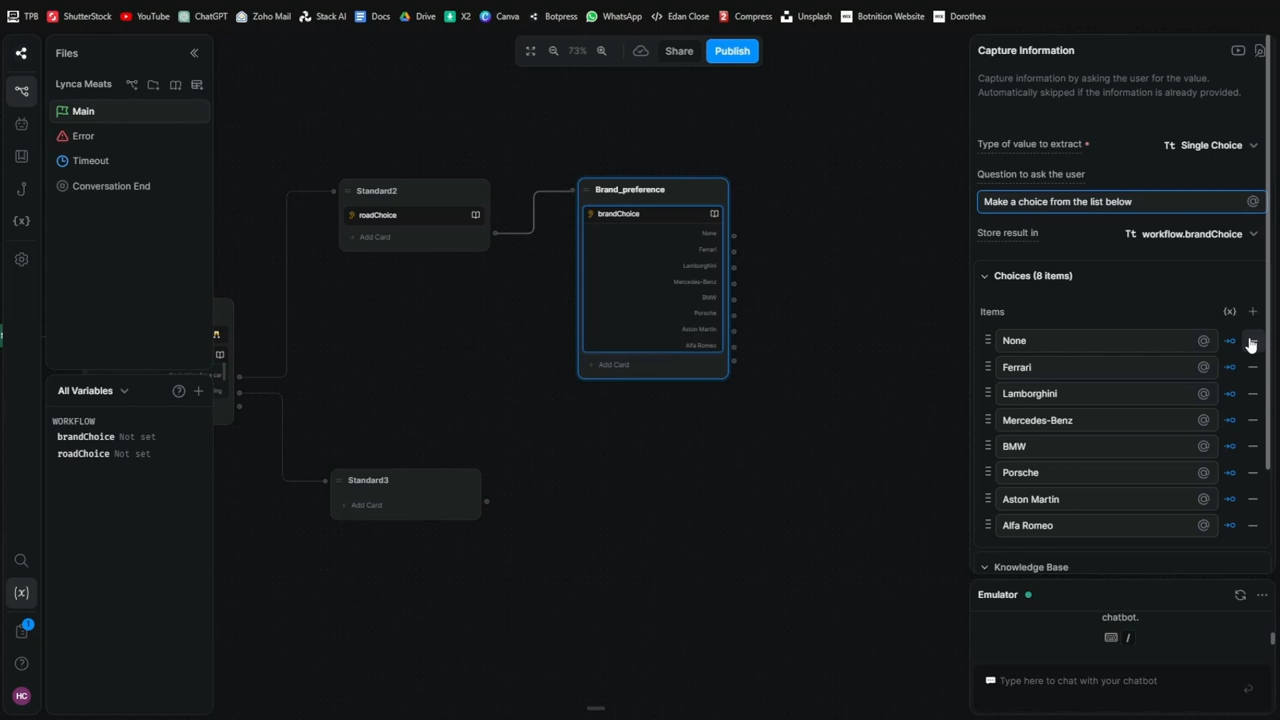 TPB ShutterStock YouTube ChatGPT Zoho Mail Stack AI Docs Drive X2 Canva Botpress WhatsApp Edan Close Compress Unsplash Botnition Website Dorothea
Files
Lynca Meats
Main
Error
Timeout
Conversation End
All Variables
WORKFLOW
brandChoice Not set
roadChoice Not set
1
HC
73%
Share
Publish
Standard2
roadChoice
+ Add Card
Brand_preference
brandChoice
None
Ferrari
Lamborghini
Mercedes-Benz
BMW
Porsche
Aston Martin
Alfa Romeo
+ Add Card
Standard3
+ Add Card
Capture Information
Capture information by asking the user for the value.
Automatically skipped if the information is already provided.
Type of value to extract * Tt Single Choice
Question to ask the user
Make a choice from the list below @
Store result in Tt workflow.brandChoice
Choices (8 items)
Items {x} +
None @
Ferrari @
Lamborghini @
Mercedes-Benz @
BMW @
Porsche @
Aston Martin @
Alfa Romeo @
Knowledge Base
Emulator
chatbot.
/
Type here to chat with your chatbot